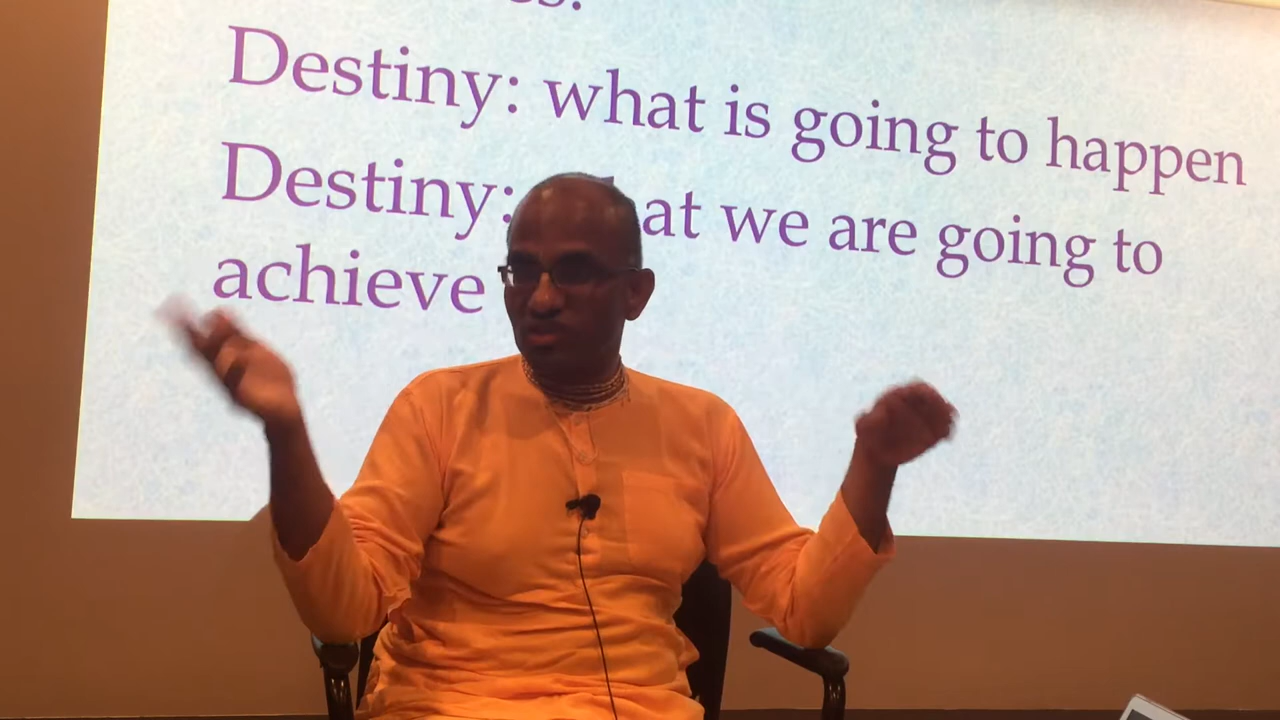 Destiny: what is going to happen
Destiny: we are going to
achieve